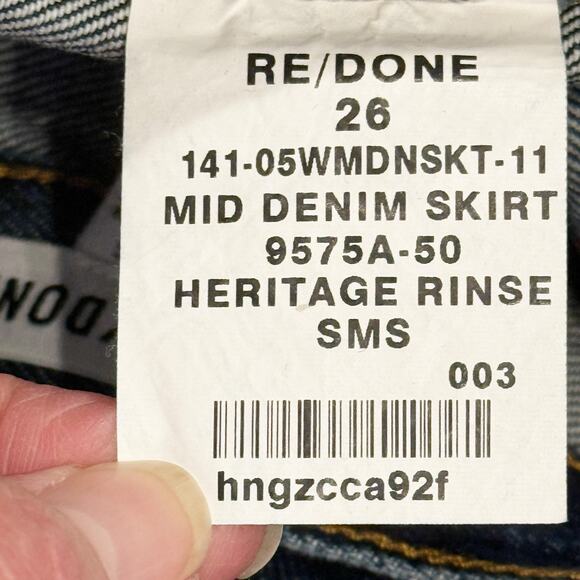 RE/DONE
26
141-05WMDNSKT-11
MID DENIM SKIRT
9575A-50
HERITAGE RINSE
SMS
003
hngzcca92f